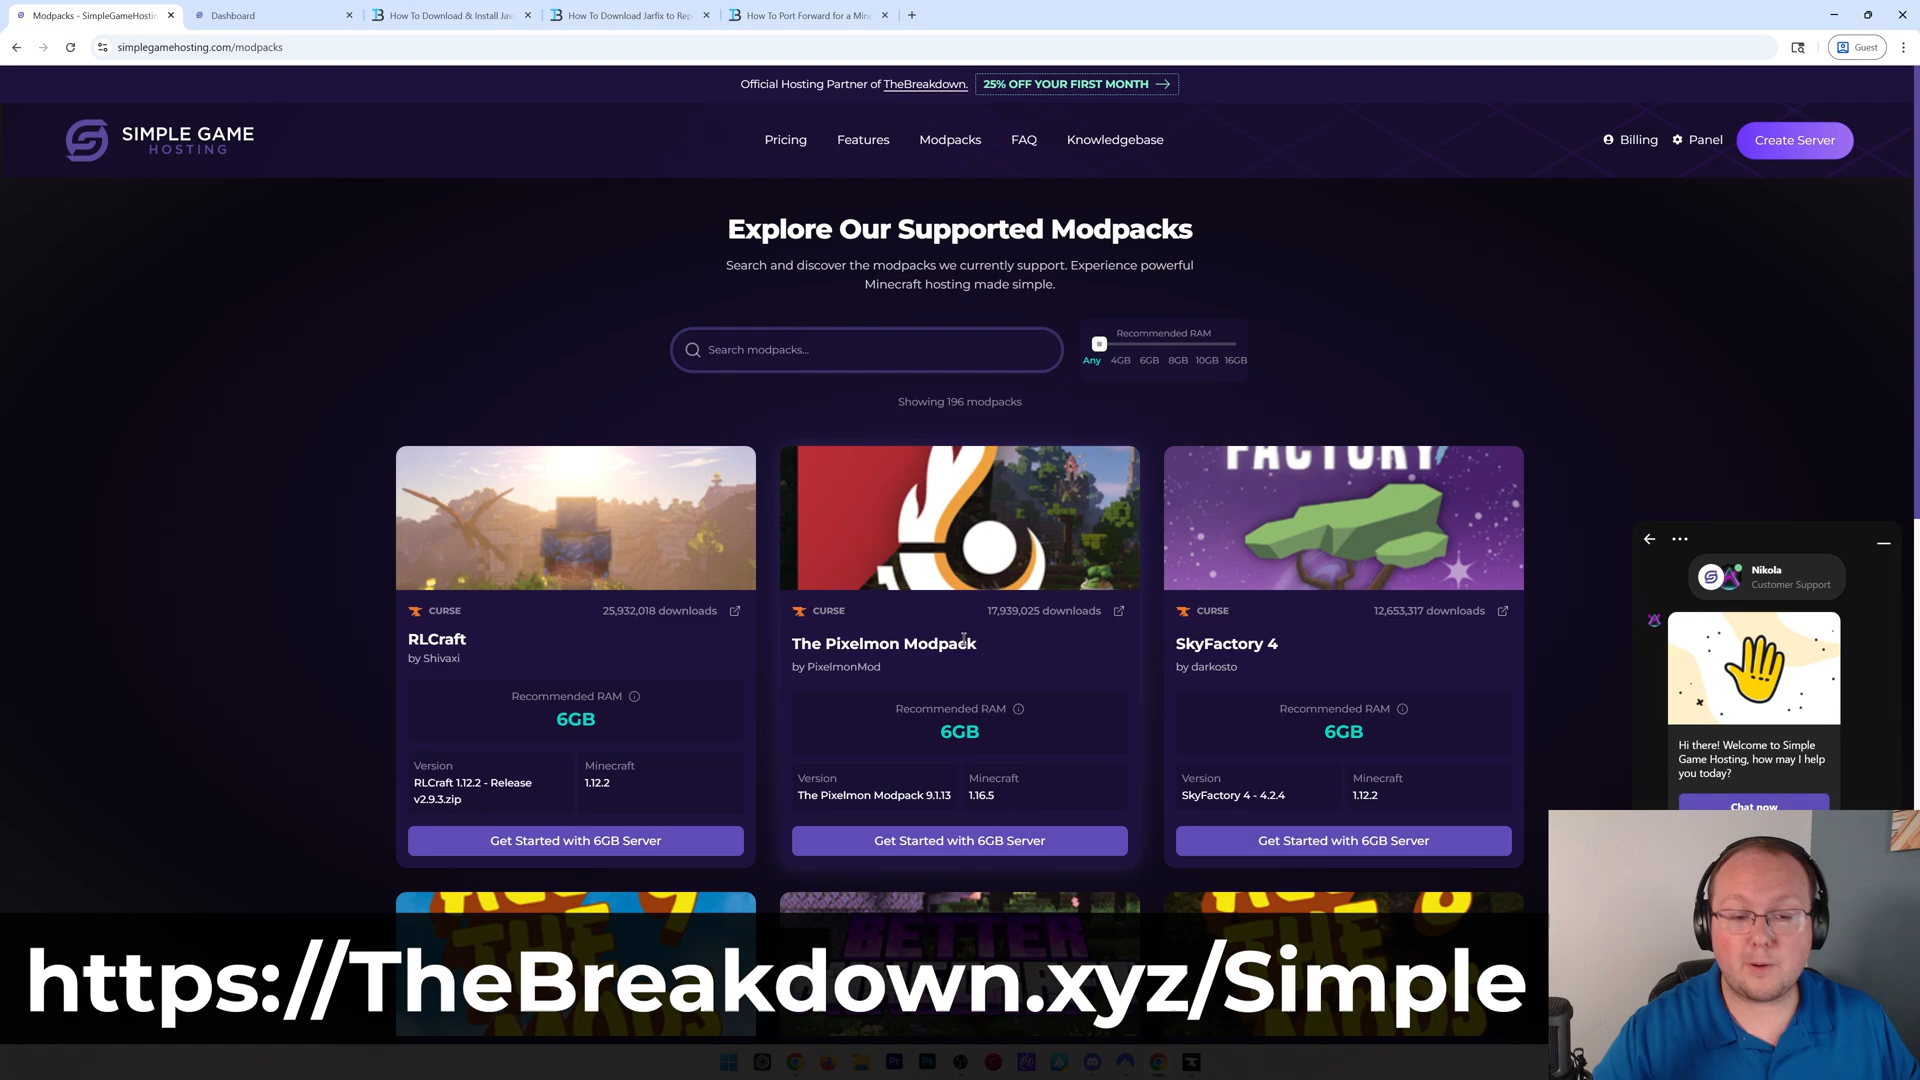 Modpacks - SimpleGameHostin
Dashboard
How To Download & Install Jav
How To Download Jarfix to Rep
How To Port Forward for a Min
simplegamehosting.com/modpacks
Guest
Official Hosting Partner of TheBreakdown.
25% OFF YOUR FIRST MONTH
SIMPLE GAME
HOSTING
Pricing
Features
Modpacks
FAQ
Knowledgebase
Billing
Panel
Create Server
Explore Our Supported Modpacks
Search and discover the modpacks we currently support. Experience powerful
Minecraft hosting made simple.
Search modpacks...
Recommended RAM
Any 4GB 6GB 8GB 10GB 16GB
Showing 196 modpacks
FACTORY
CURSE
25,932,018 downloads
RLCraft
by Shivaxi
Recommended RAM
6GB
Version
RLCraft 1.12.2 - Release
v2.9.3.zip
Minecraft
1.12.2
Get Started with 6GB Server
CURSE
17,939,025 downloads
The Pixelmon Modpack
by PixelmonMod
Recommended RAM
6GB
Version
The Pixelmon Modpack 9.1.13
Minecraft
1.16.5
Get Started with 6GB Server
CURSE
12,653,317 downloads
SkyFactory 4
by darkosto
Recommended RAM
6GB
Version
SkyFactory 4 - 4.2.4
Minecraft
1.12.2
Get Started with 6GB Server
Nikola
Customer Support
Hi there! Welcome to Simple
Game Hosting, how may I help
you today?
Chat now
BETTER
https://TheBreakdown.xyz/Simple